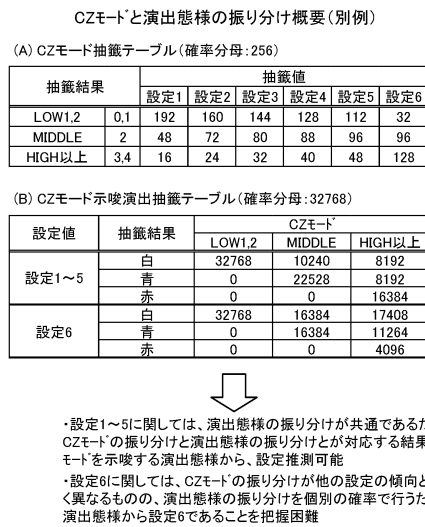 CZﾓｰﾄﾞと演出態様の振り分け概要(別例)
(A) CZモード抽籤テーブル(確率分母:256)
抽籤結果 抽籤値
設定1 設定2 設定3 設定4 設定5 設定6
LOW1,2 0,1 192 160 144 128 112 32
MIDDLE 2 48 72 80 88 96 96
HIGH以上 3,4 16 24 32 40 48 128
(B) CZモード示唆演出抽籤テーブル(確率分母:32768)
設定値 抽籤結果 CZﾓｰﾄﾞ
LOW1,2 MIDDLE HIGH以上
設定1～5 白 32768 10240 8192
青 0 22528 8192
赤 0 0 16384
設定6 白 32768 16384 17408
青 0 16384 11264
赤 0 0 4096
・設定1～5に関しては、演出態様の振り分けが共通である
CZﾓｰﾄﾞの振り分けと演出態様の振り分けとが対応する結果
ﾓｰﾄﾞを示唆する演出態様から、設定推測可能
・設定6に関しては、CZﾓｰﾄﾞの振り分けが他の設定の傾向と
く異なるものの、演出態様の振り分けを個別の確率で行うた
演出態様から設定6であることを把握困難